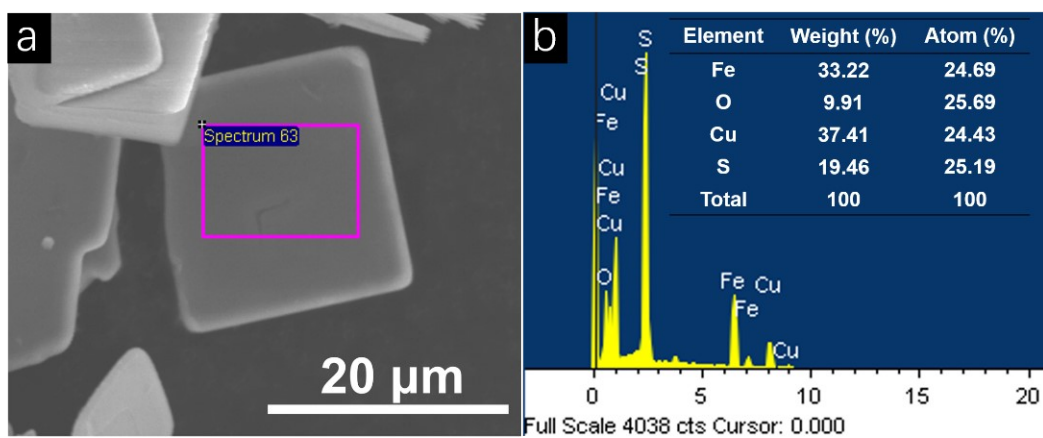 a
Spectrum 63
20 μm
b
S
S
Cu
Fe
Cu
Fe
Cu
O
Fe Cu
Fe
Cu
Element Weight (%) Atom (%)
Fe 33.22 24.69
O 9.91 25.69
Cu 37.41 24.43
S 19.46 25.19
Total 100 100
0 5 10 15 20
Full Scale 4038 cts Cursor: 0.000